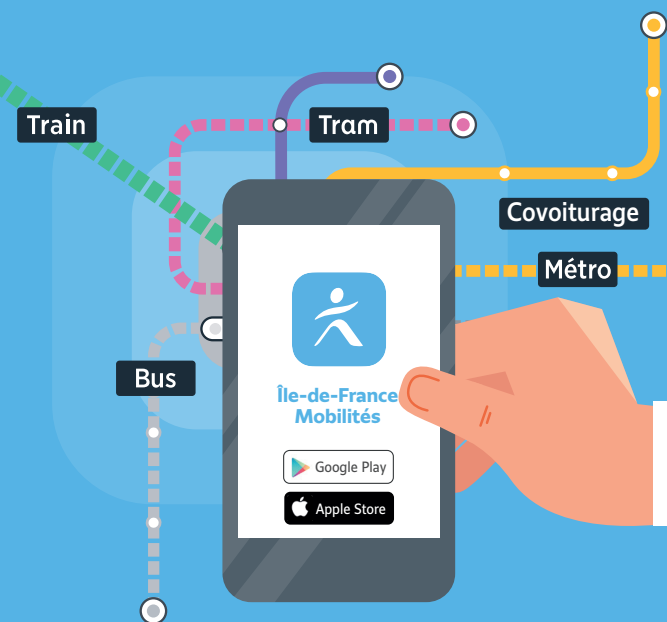 Train
Tram
Covoiturage
Métro
Bus
Île-de-France
Mobilités
Google Play
Apple Store